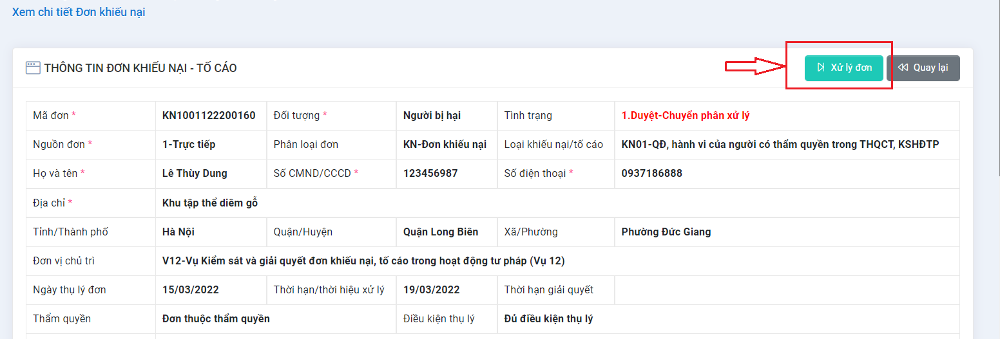 Xem chi tiết Đơn khiếu nại
THÔNG TIN ĐƠN KHIẾU NẠI - TỐ CÁO
Xử lý đơn
Quay lại
Mã đơn * KN1001122200160 Đối tượng * Người bị hại Tình trạng 1.Duyệt-Chuyển phân xử lý
Nguồn đơn * 1-Trực tiếp Phân loại đơn KN-Đơn khiếu nại Loại khiếu nại/tố cáo KN01-QĐ, hành vi của người có thẩm quyền trong THQCT, KSHĐTP
Họ và tên * Lê Thùy Dung Số CMND/CCCD * 123456987 Số điện thoại * 0937186888
Địa chỉ * Khu tập thể diêm gỗ
Tỉnh/Thành phố Hà Nội Quận/Huyện Quận Long Biên Xã/Phường Phường Đức Giang
Đơn vị chủ trì V12-Vụ Kiểm sát và giải quyết đơn khiếu nại, tố cáo trong hoạt động tư pháp (Vụ 12)
Ngày thụ lý đơn 15/03/2022 Thời hạn/thời hiệu xử lý 19/03/2022 Thời hạn giải quyết
Thẩm quyền Đơn thuộc thẩm quyền Điều kiện thụ lý Đủ điều kiện thụ lý